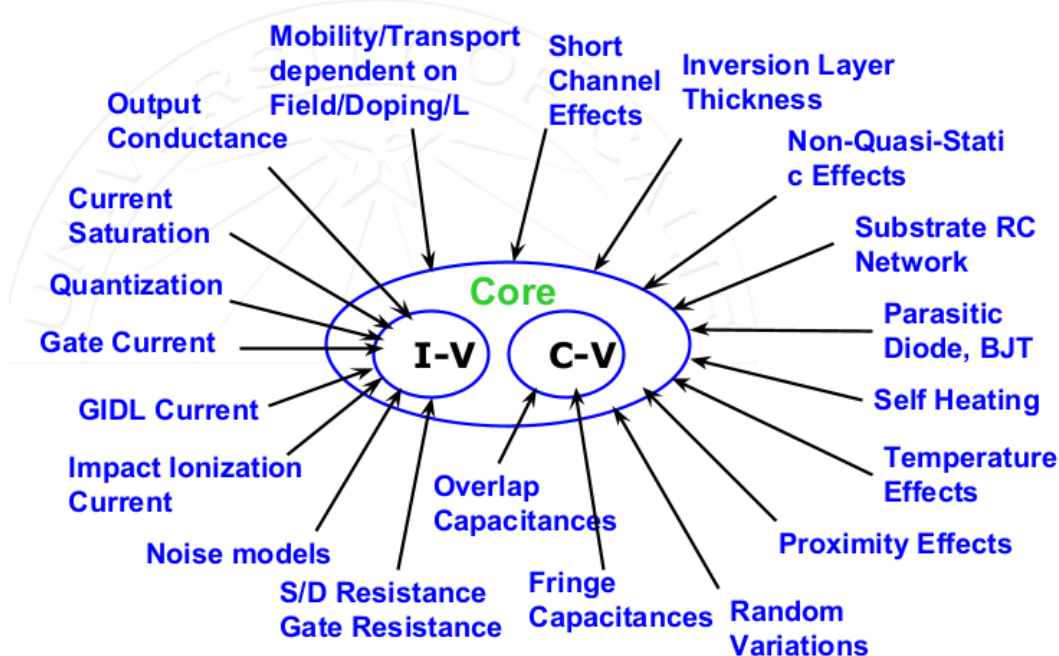 Mobility/Transport
dependent on
Field/Doping/L
Short
Channel
Effects
Inversion Layer
Thickness
Output
Conductance
Non-Quasi-Stati
c Effects
Current
Saturation
Substrate RC
Network
Quantization
Core
Parasitic
Diode, BJT
Gate Current
I-V
C-V
GIDL Current
Self Heating
Impact Ionization
Current
Temperature
Effects
Overlap
Capacitances
Noise models
Proximity Effects
S/D Resistance
Gate Resistance
Fringe
Capacitances
Random
Variations